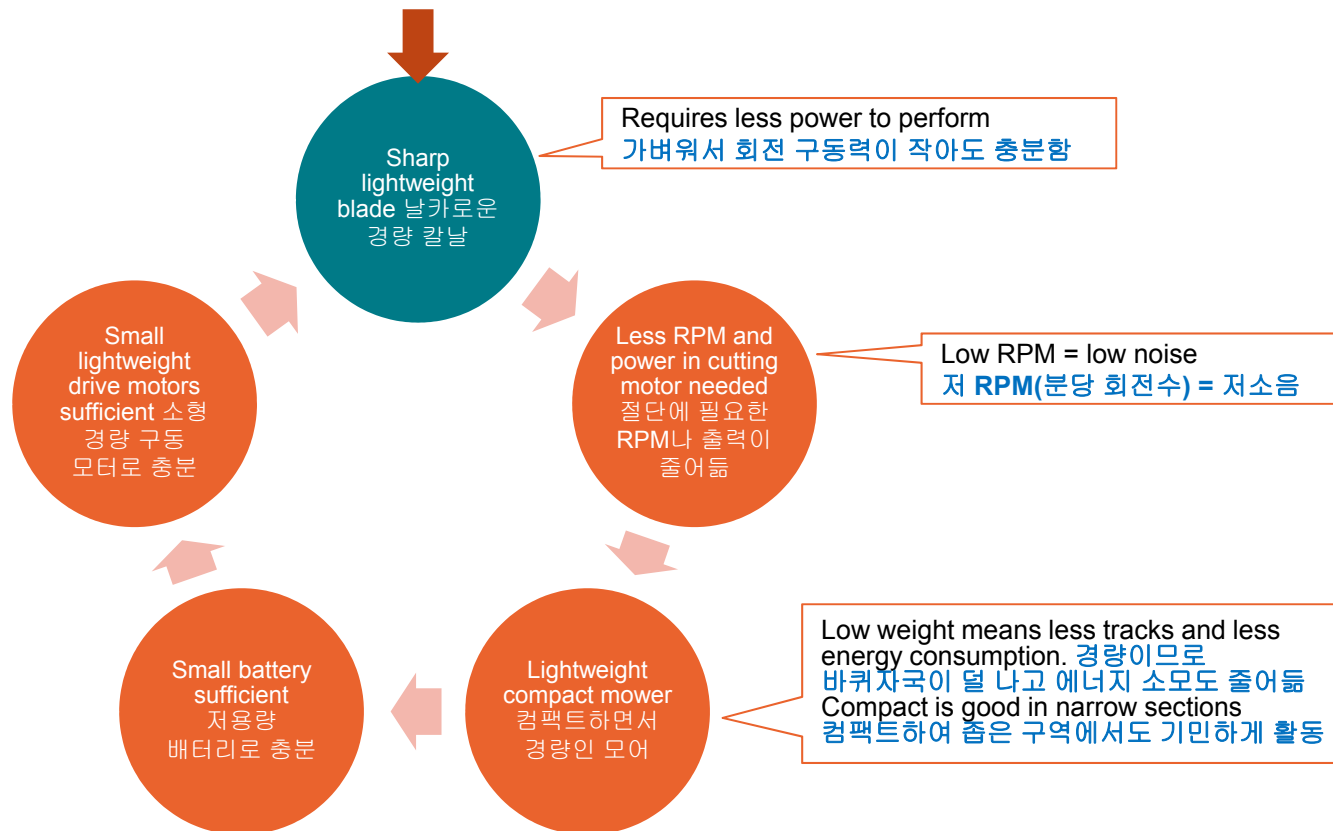 Sharp
lightweight
blade 날카로운
경량 칼날
Requires less power to perform
가벼워서 회전 구동력이 작아도 충분함
Less RPM and
power in cutting
motor needed
절단에 필요한
RPM나 출력이
줄어듦
Low RPM = low noise
저 RPM(분당 회전수) = 저소음
Lightweight
compact mower
컴팩트하면서
경량인 모어
Low weight means less tracks and less
energy consumption. 경량이므로
바퀴자국이 덜 나고 에너지 소모도 줄어듦
Compact is good in narrow sections
컴팩트하여 좁은 구역에서도 기민하게 활동
Small battery
sufficient
저용량
배터리로 충분
Small
lightweight
drive motors
sufficient 소형
경량 구동
모터로 충분